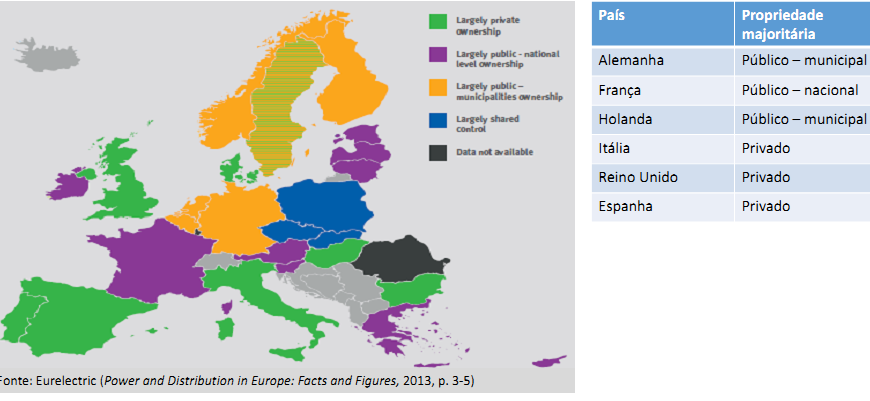 Largely private
ownership
Largely public - national
level ownership
Largely public –
municipalities ownership
Largely shared
control
Data not available
Fonte: Eurelectric (Power and Distribution in Europe: Facts and Figures, 2013, p. 3-5)
País Propriedade
majoritária
Alemanha Público – municipal
França Público – nacional
Holanda Público – municipal
Itália Privado
Reino Unido Privado
Espanha Privado